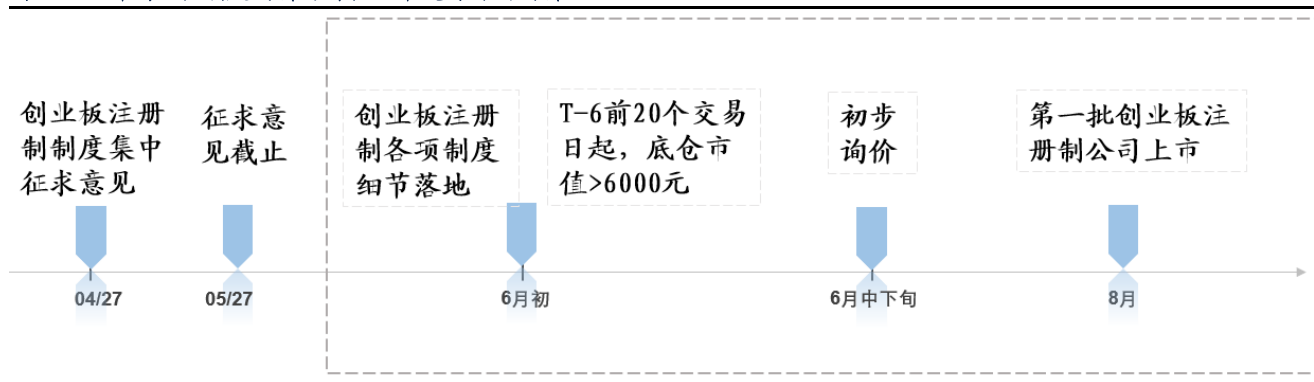 创业板注册
制制度集中
征求意见
征求意
见截止
创业板注册
制各项制度
细节落地
T-6前20个交易
日起，底仓市
值>6000元
初步
询价
第一批创业板注
册制公司上市
04/27
05/27
6月初
6月中下旬
8月